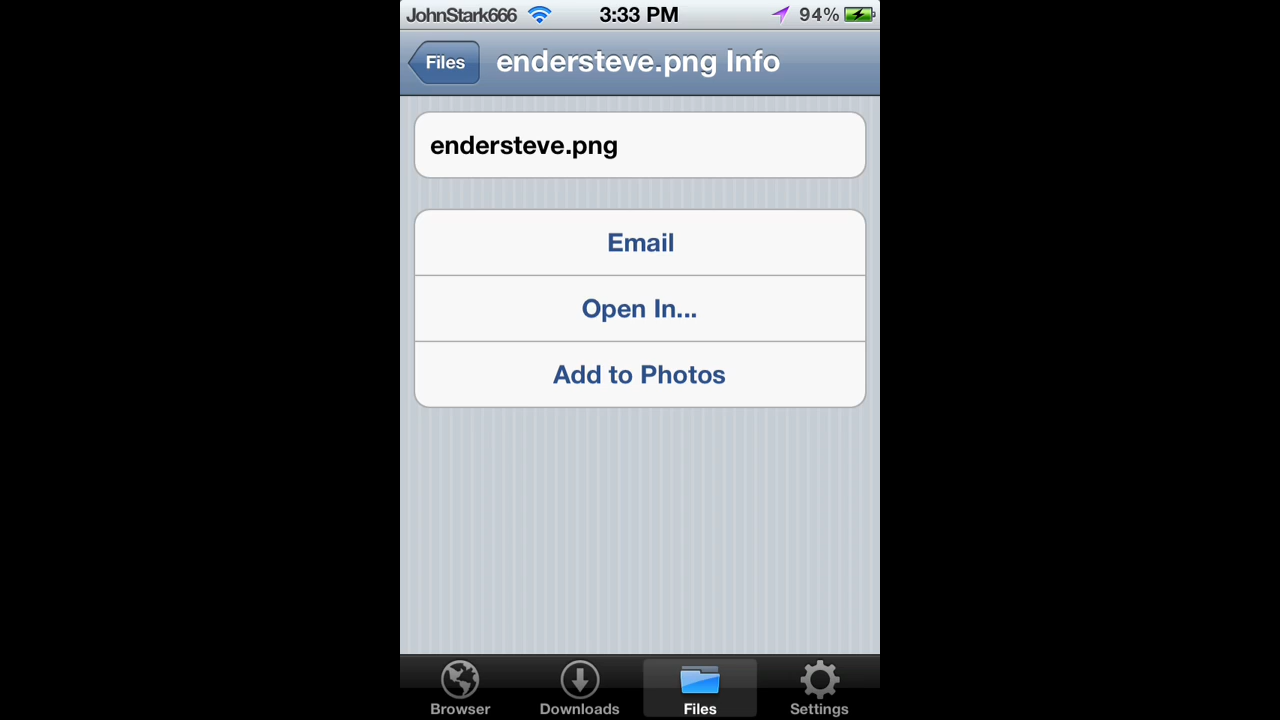 JohnStark666 3:33 PM 94%
Files endersteve.png Info
endersteve.png
Email
Open In...
Add to Photos
Browser Downloads Files Settings